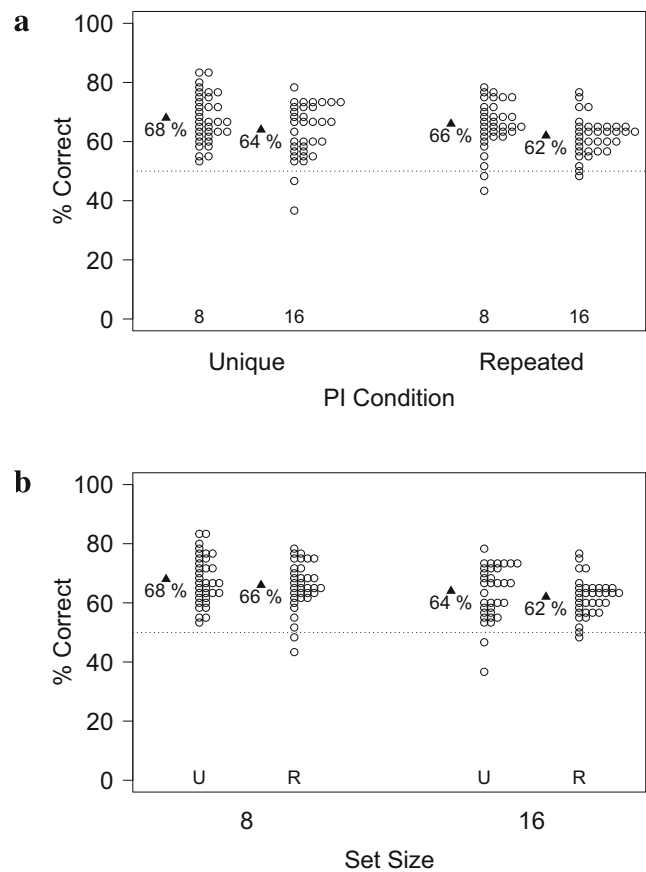 a
100
80
60
40
20
0
% Correct
68 %
64 %
66 %
62 %
8
16
8
16
Unique
Repeated
PI Condition
b
100
80
60
40
20
0
% Correct
68 %
66 %
64 %
62 %
U
R
U
R
8
16
Set Size